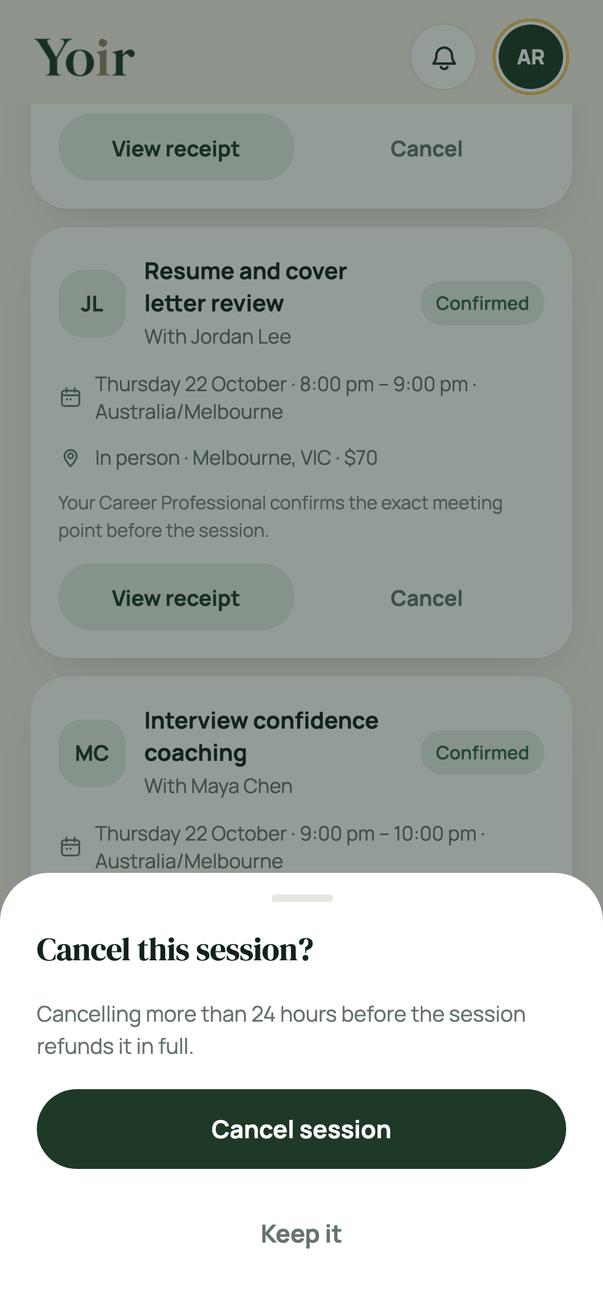 Yoir
AR
View receipt
Cancel
Resume and cover
letter review
JL
Confirmed
With Jordan Lee
Thursday 22 October · 8:00 pm – 9:00 pm ·
Australia/Melbourne
In person · Melbourne, VIC · $70
Your Career Professional confirms the exact meeting
point before the session.
View receipt
Cancel
Interview confidence
coaching
MC
Confirmed
With Maya Chen
Thursday 22 October · 9:00 pm – 10:00 pm ·
Australia/Melbourne
Cancel this session?
Cancelling more than 24 hours before the session
refunds it in full.
Cancel session
Keep it